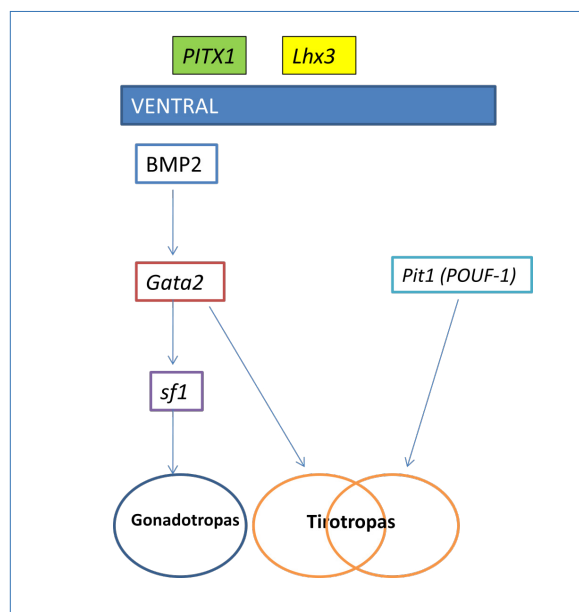 PITX1
Lhx3
VENTRAL
BMP2
Gata2
Pit1 (POUF-1)
sf1
Gonadotropas
Tirotropas